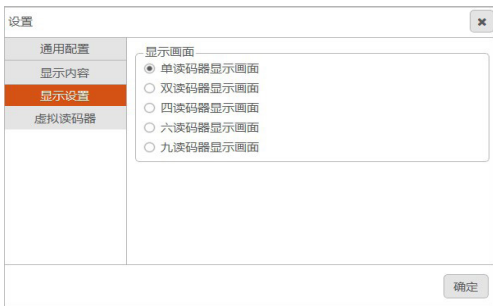 设置
通用配置
显示内容
显示设置
虚拟读码器
显示画面
单读码器显示画面
双读码器显示画面
四读码器显示画面
六读码器显示画面
九读码器显示画面
确定